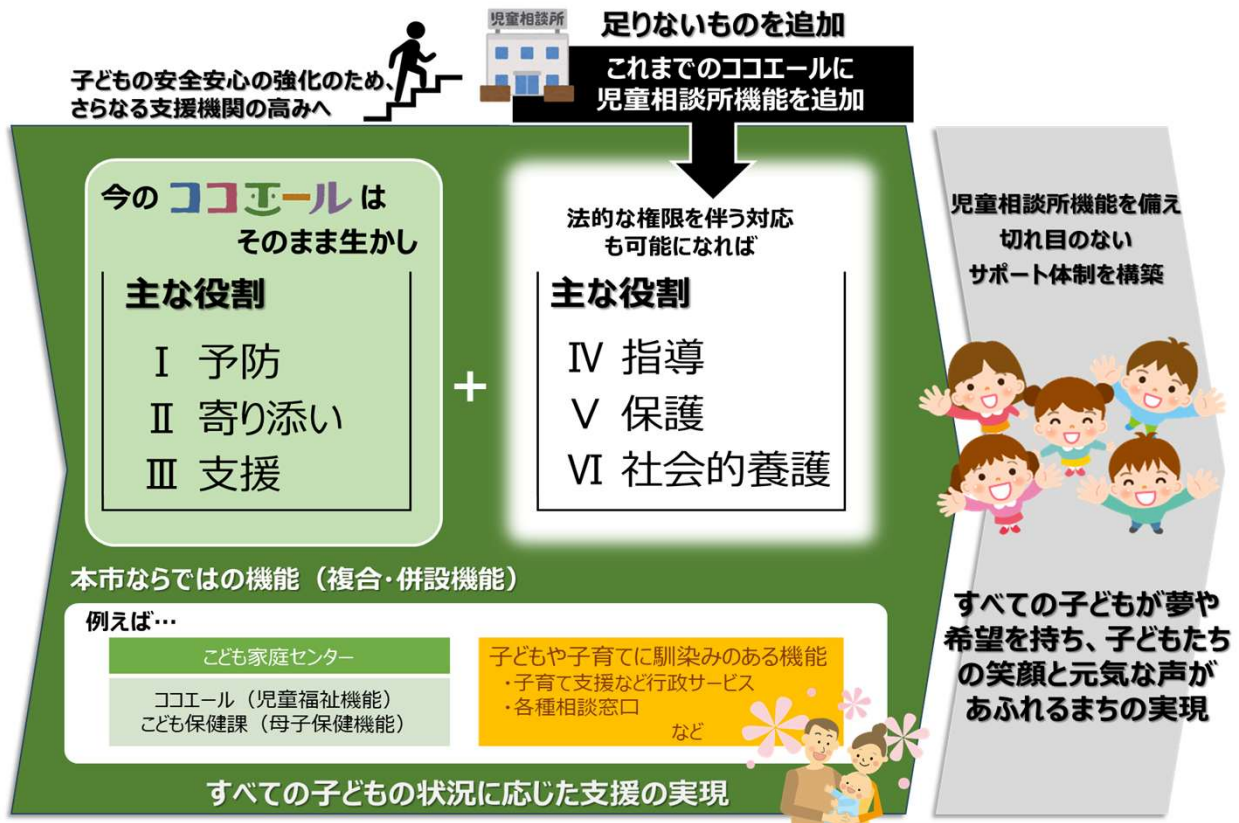 児童相談所
足りないものを追加
子どもの安全安心の強化のため、
さらなる支援機関の高みへ
これまでのココエールに
児童相談所機能を追加
今のココエールは
そのまま生かし
主な役割
Ⅰ 予防
Ⅱ 寄り添い
Ⅲ 支援
+
法的な権限を伴う対応
も可能になれば
主な役割
Ⅳ 指導
Ⅴ 保護
Ⅵ 社会的養護
児童相談所機能を備え
切れ目のない
サポート体制を構築
本市ならではの機能（複合・併設機能）
例えば…
こども家庭センター
ココエール（児童福祉機能）
こども保健課（母子保健機能）
子どもや子育てに馴染みのある機能
・子育て支援など行政サービス
・各種相談窓口
など
すべての子どもの状況に応じた支援の実現
すべての子どもが夢や
希望を持ち、子どもたち
の笑顔と元気な声が
あふれるまちの実現